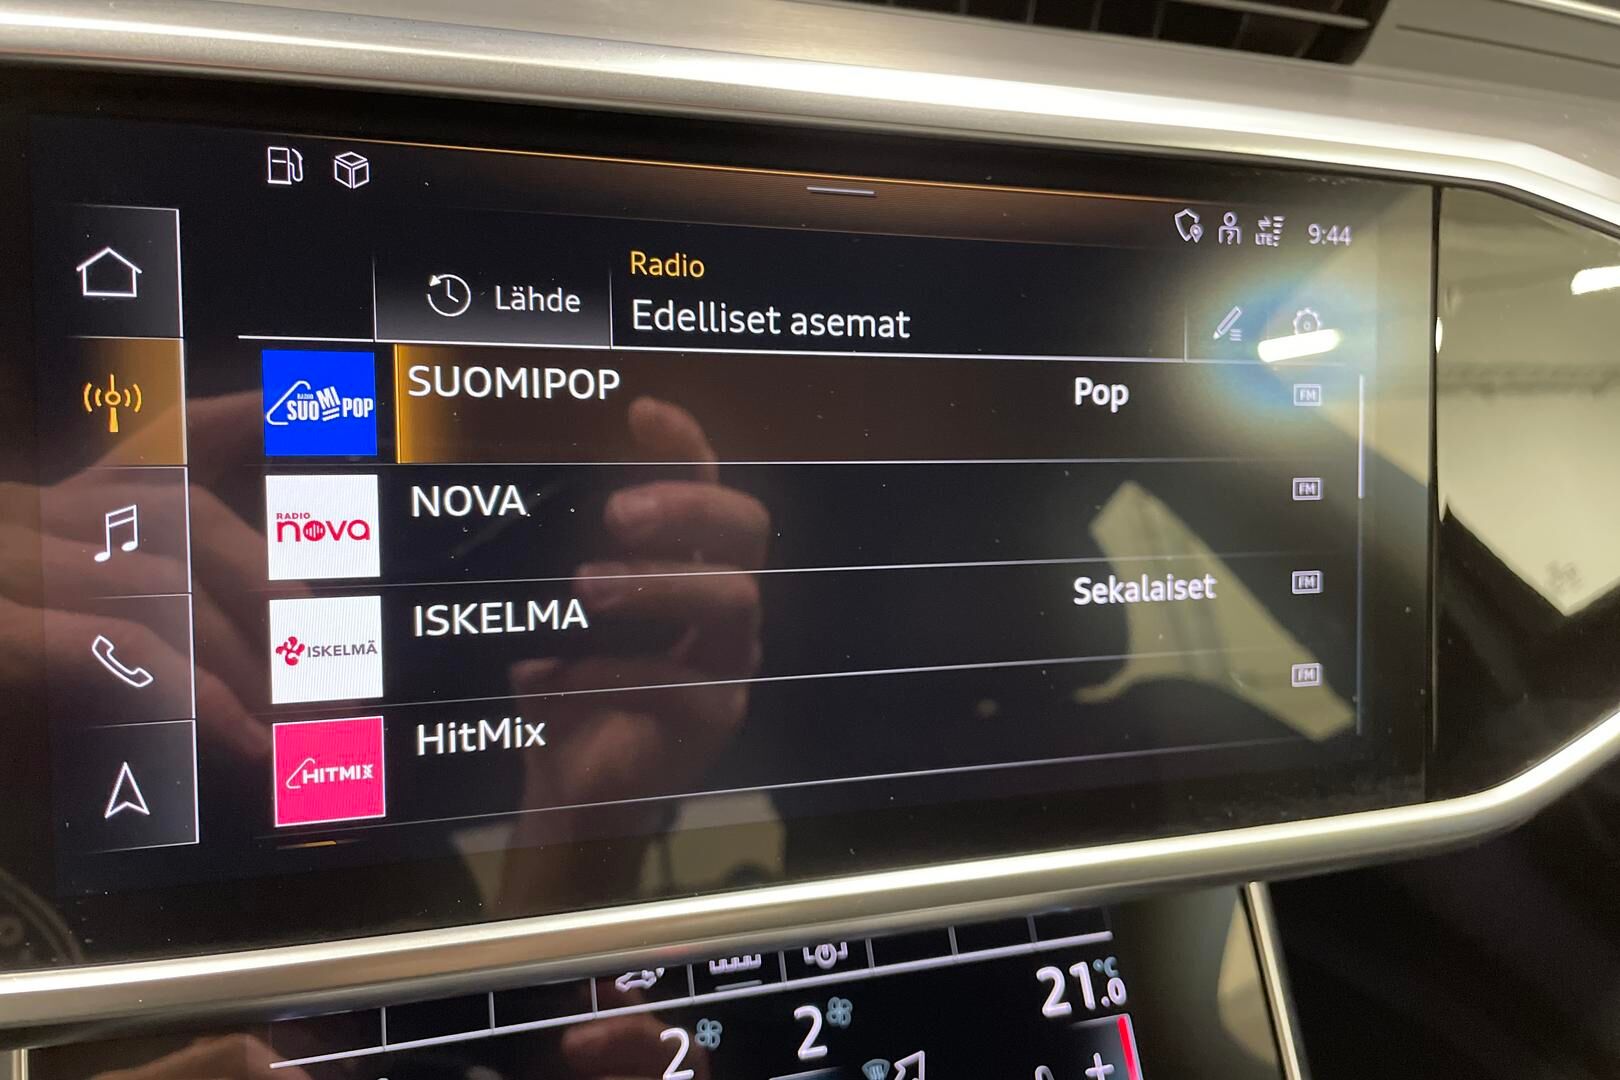 LTE
9:44
Lähde
Radio
Edelliset asemat
RADIO
SUOMIPOP
SUOMIPOP
Pop
FM
RADIO
nova
NOVA
FM
ISKELMÄ
ISKELMA
Sekalaiset
FM
HITMIX
HitMix
FM
2
2
21.0 °C
+